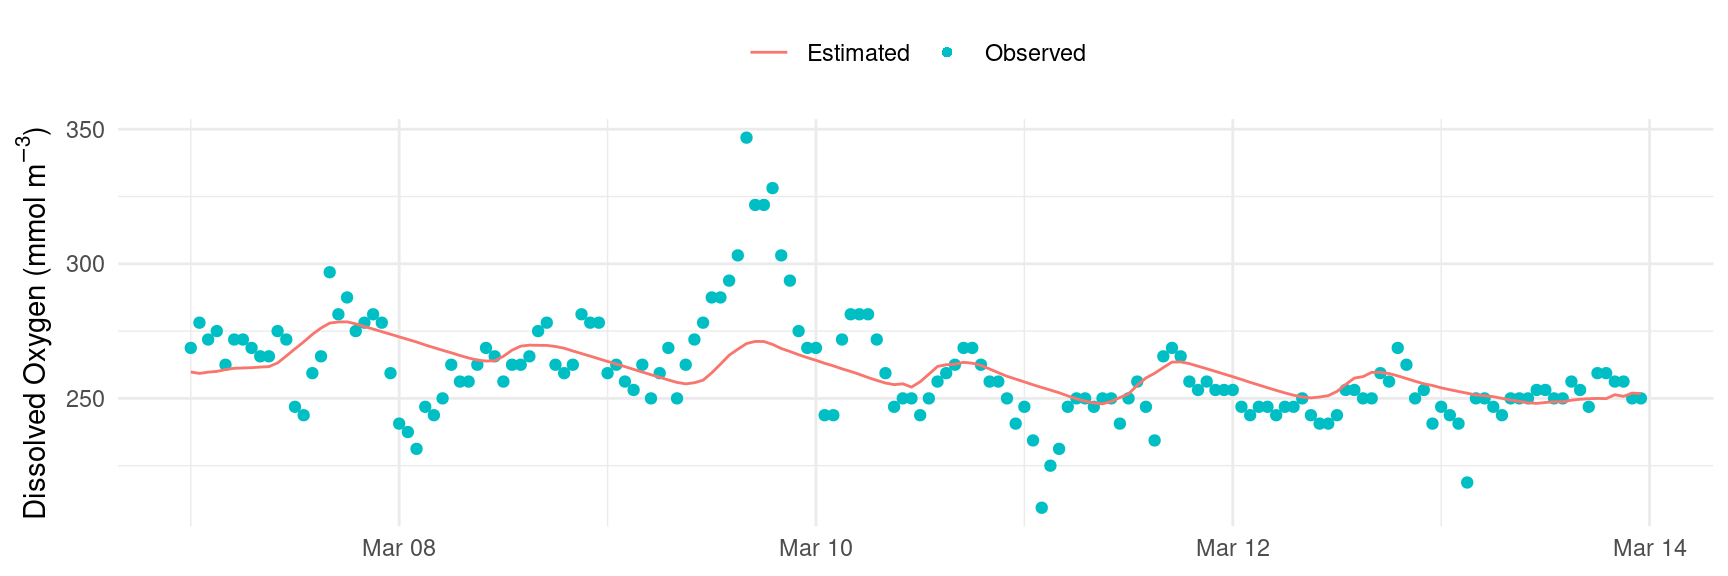 Estimated Observed
Dissolved Oxygen (mmol m⁻³)
350
300
250
Mar 08 Mar 10 Mar 12 Mar 14